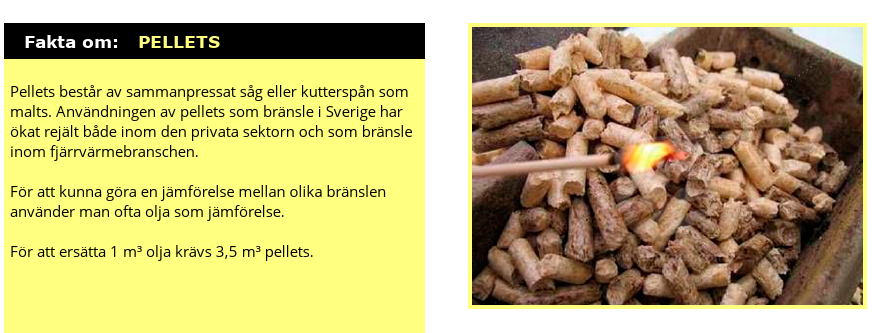 Fakta om: PELLETS
Pellets består av sammanpressat såg eller kutterspån som
malts. Användningen av pellets som bränsle i Sverige har
ökat rejält både inom den privata sektorn och som bränsle
inom fjärrvärmebranschen.
För att kunna göra en jämförelse mellan olika bränslen
använder man ofta olja som jämförelse.
För att ersätta 1 m³ olja krävs 3,5 m³ pellets.